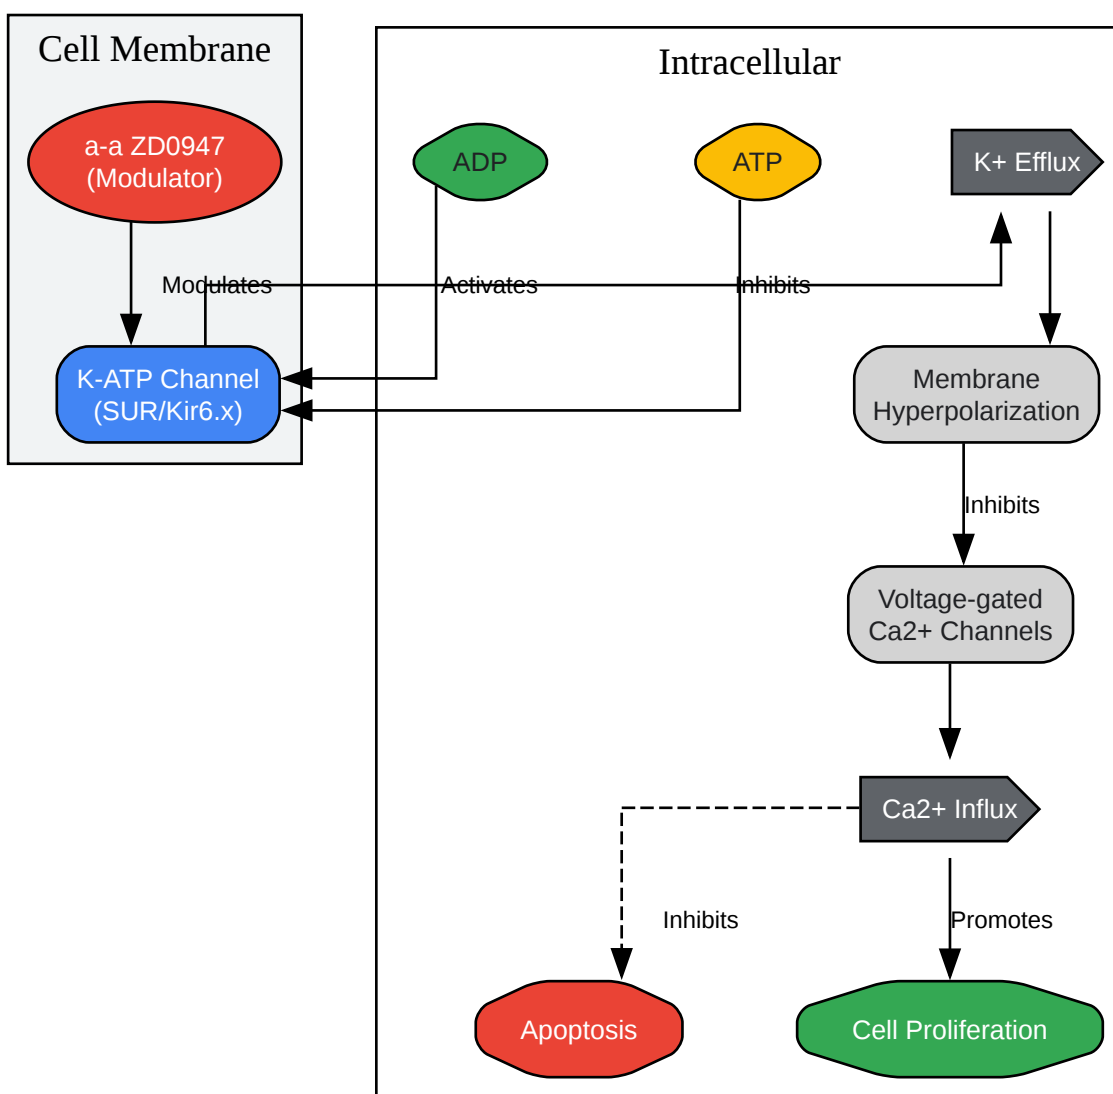 Cell Membrane
Intracellular
a-a ZD0947
(Modulator)
ADP
ATP
K+ Efflux
Modulates
Activates
Inhibits
K-ATP Channel
(SUR/Kir6.x)
Membrane
Hyperpolarization
Inhibits
Voltage-gated
Ca2+ Channels
Ca2+ Influx
Inhibits
Promotes
Apoptosis
Cell Proliferation